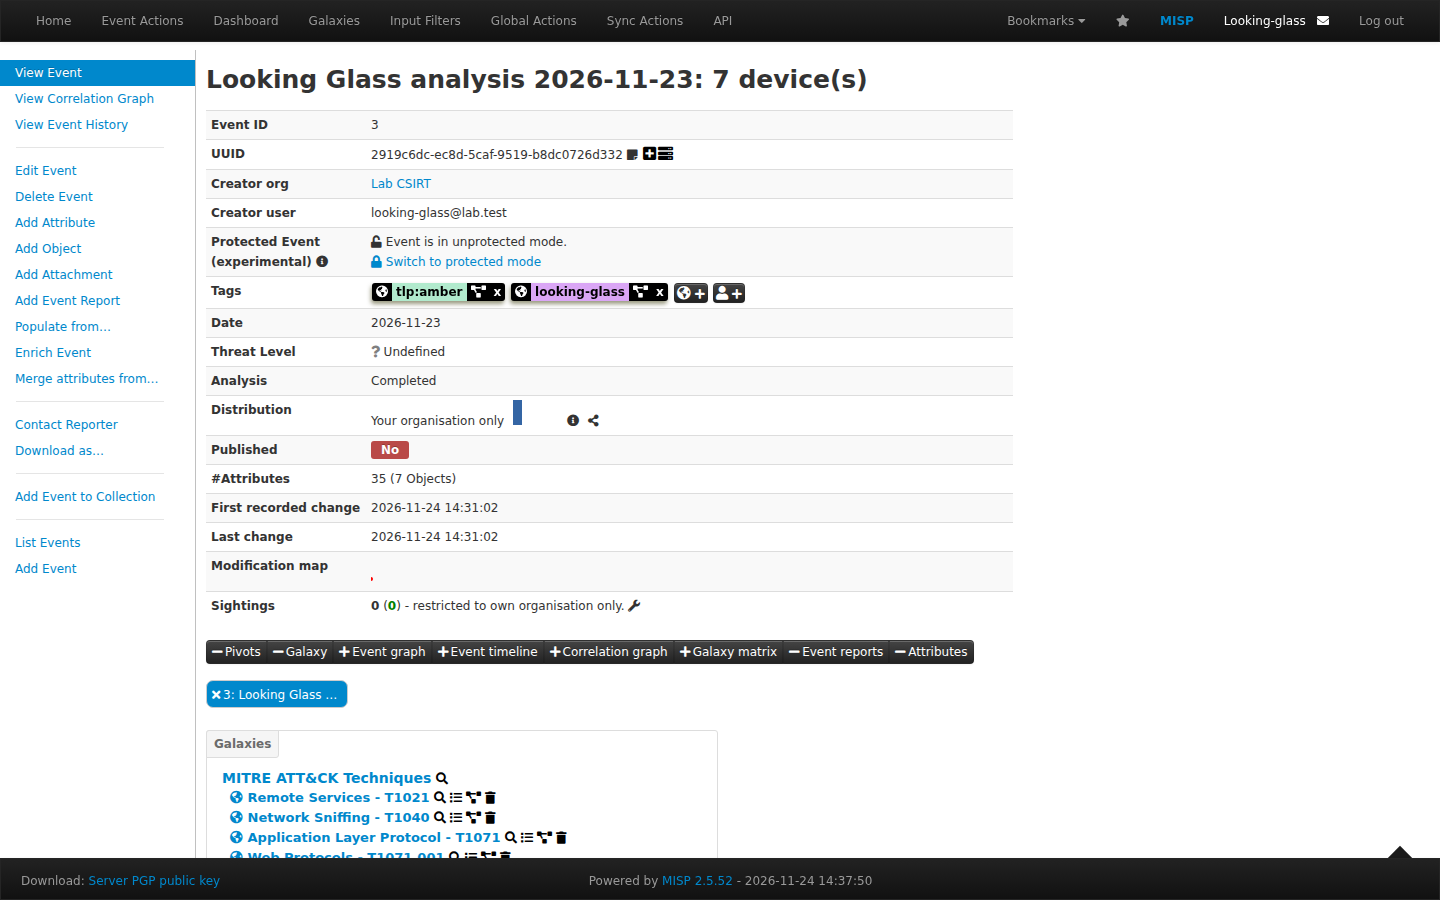 Home Event Actions Dashboard Galaxies Input Filters Global Actions Sync Actions API Bookmarks MISP Looking-glass Log out
View Event
View Correlation Graph
View Event History
Edit Event
Delete Event
Add Attribute
Add Object
Add Attachment
Add Event Report
Populate from...
Enrich Event
Merge attributes from...
Contact Reporter
Download as...
Add Event to Collection
List Events
Add Event
Looking Glass analysis 2026-11-23: 7 device(s)
Event ID 3
UUID 2919c6dc-ec8d-5caf-9519-b8dc0726d332
Creator org Lab CSIRT
Creator user looking-glass@lab.test
Protected Event Event is in unprotected mode.
(experimental) Switch to protected mode
Tags tlp:amber x looking-glass x
Date 2026-11-23
Threat Level ? Undefined
Analysis Completed
Distribution
Your organisation only
Published No
#Attributes 35 (7 Objects)
First recorded change 2026-11-24 14:31:02
Last change 2026-11-24 14:31:02
Modification map
Sightings 0 (0) - restricted to own organisation only.
Pivots Galaxy Event graph Event timeline Correlation graph Galaxy matrix Event reports Attributes
3: Looking Glass ...
Galaxies
MITRE ATT&CK Techniques
Remote Services - T1021
Network Sniffing - T1040
Application Layer Protocol - T1071
Web Protocols - T1071.001
Download: Server PGP public key Powered by MISP 2.5.52 - 2026-11-24 14:37:50